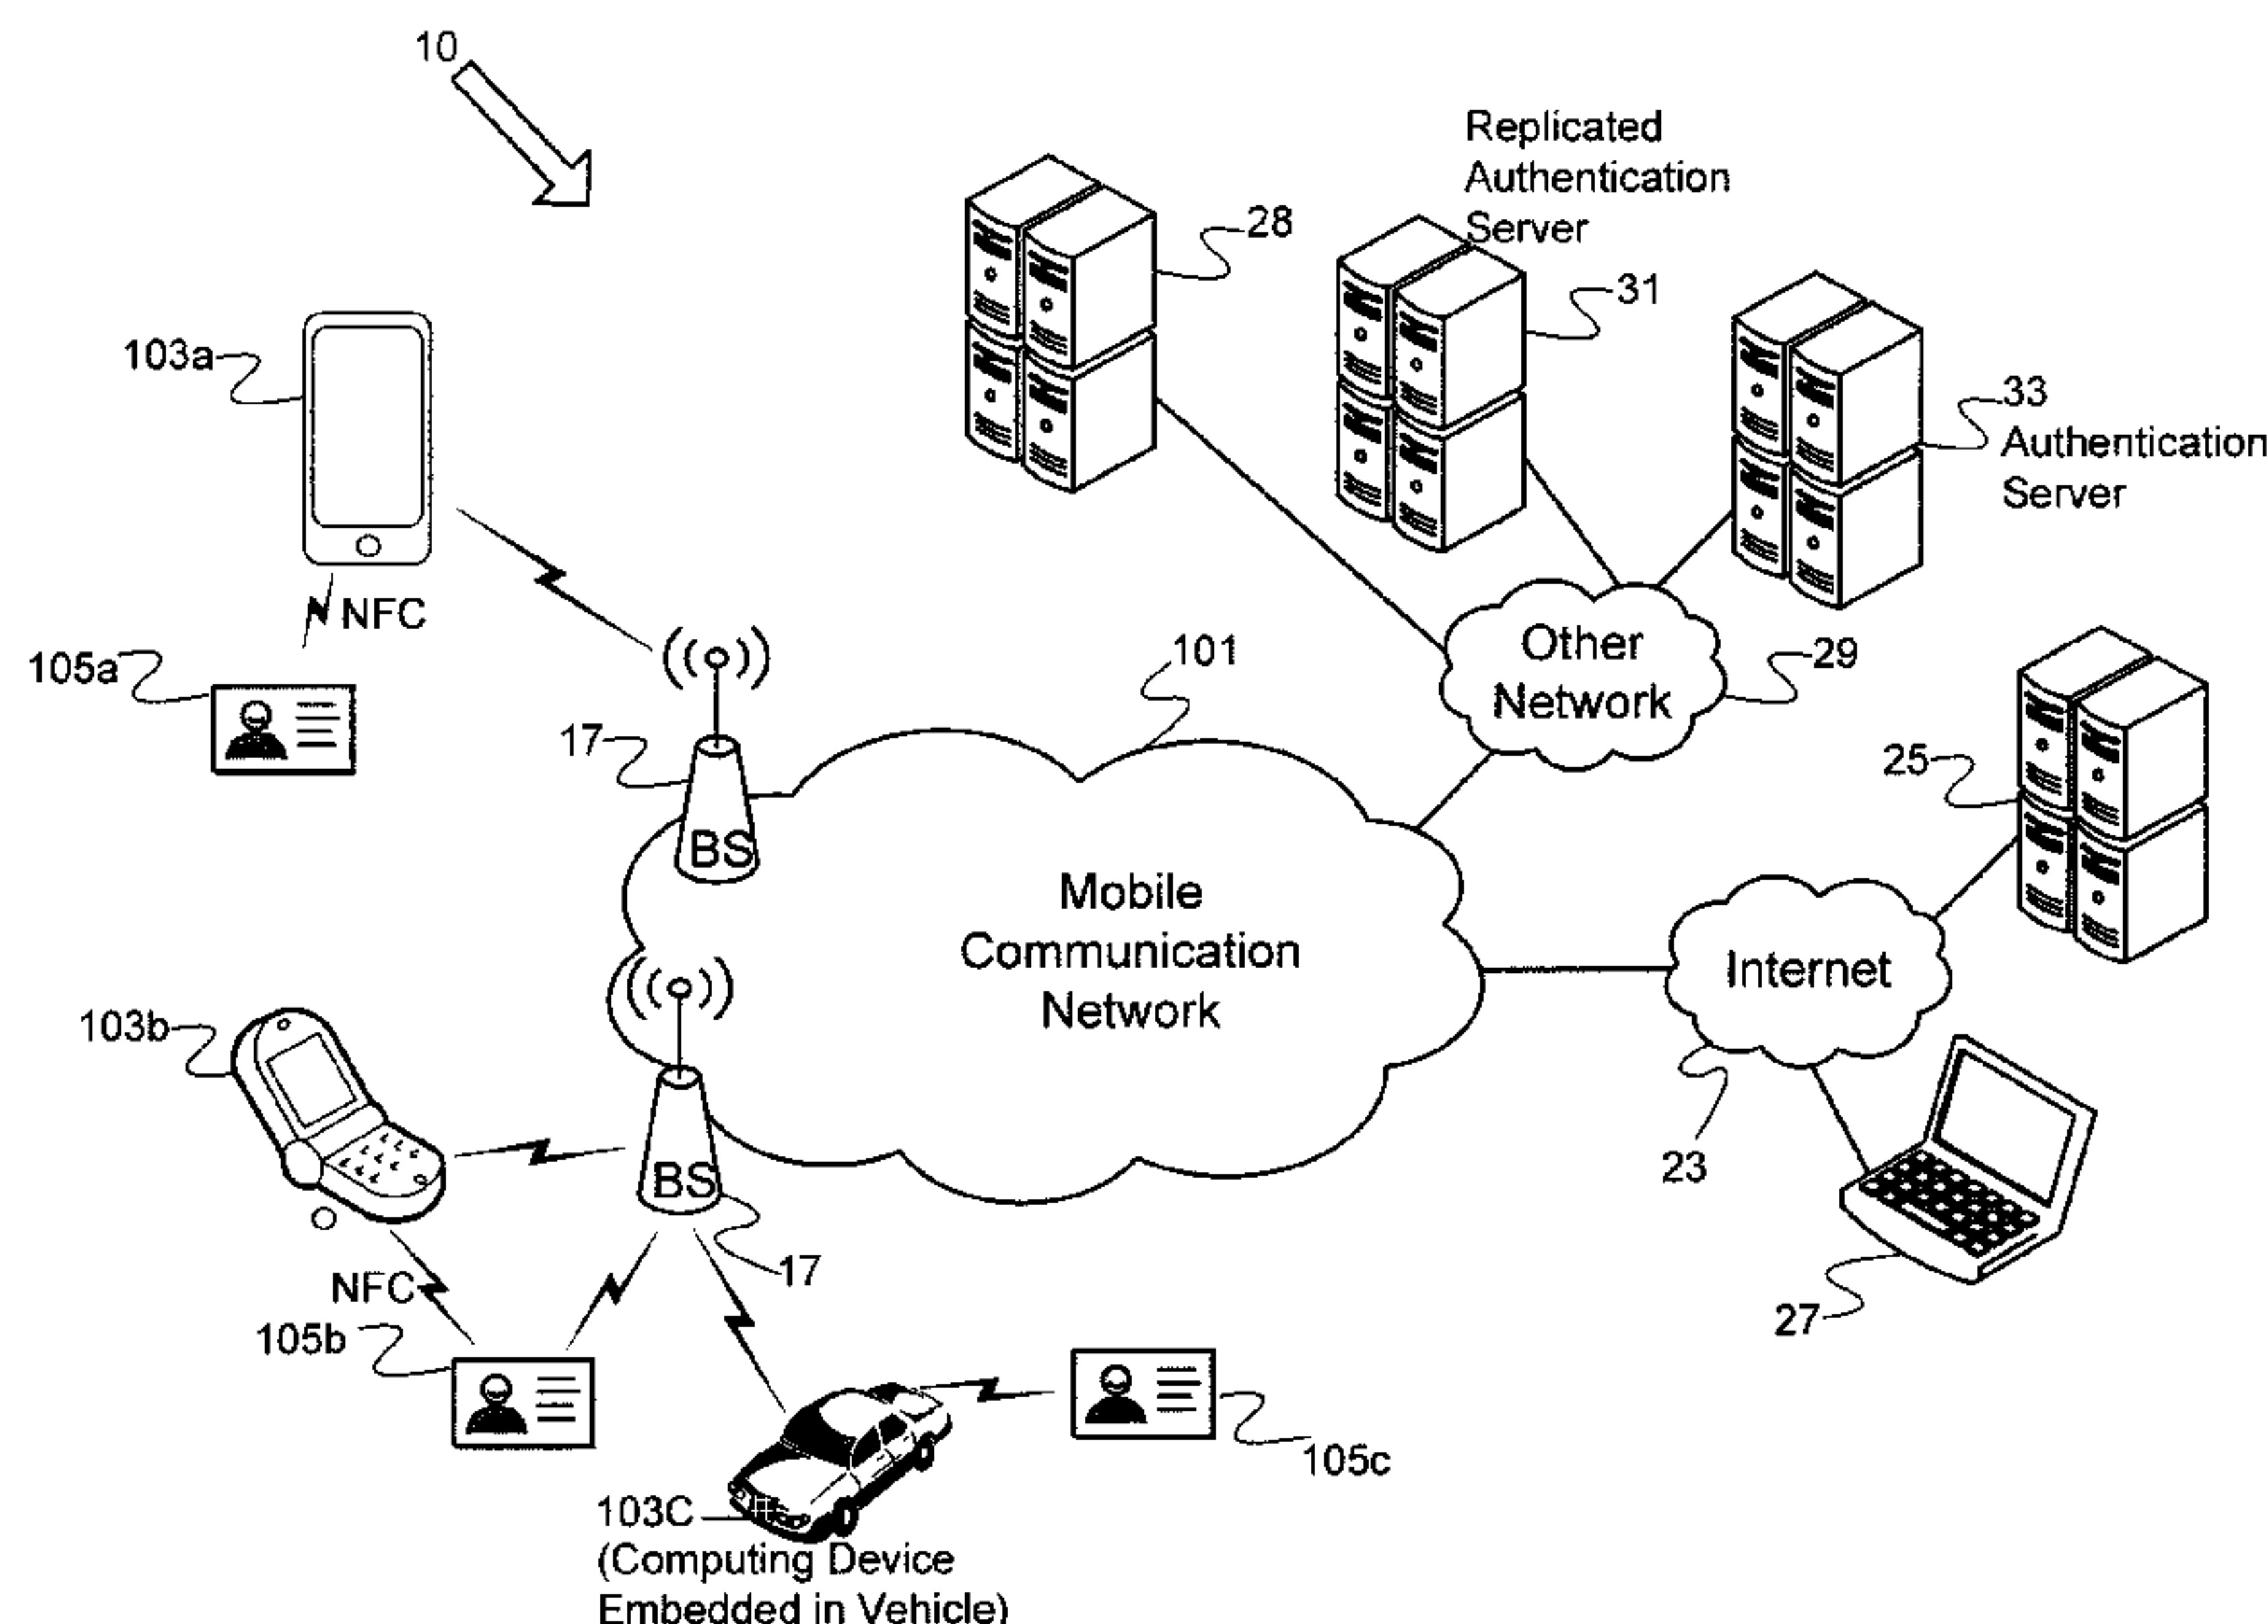 10
Replicated
Authentication
Server
28
31
103a
33
Authentication
Server
NFC
105a
101
Other
Network
29
17
25
BS
Mobile
Communication
Network
Internet
103b
23
BS
17
NFC
27
105b
105c
103C
(Computing Device
Embedded in Vehicle)